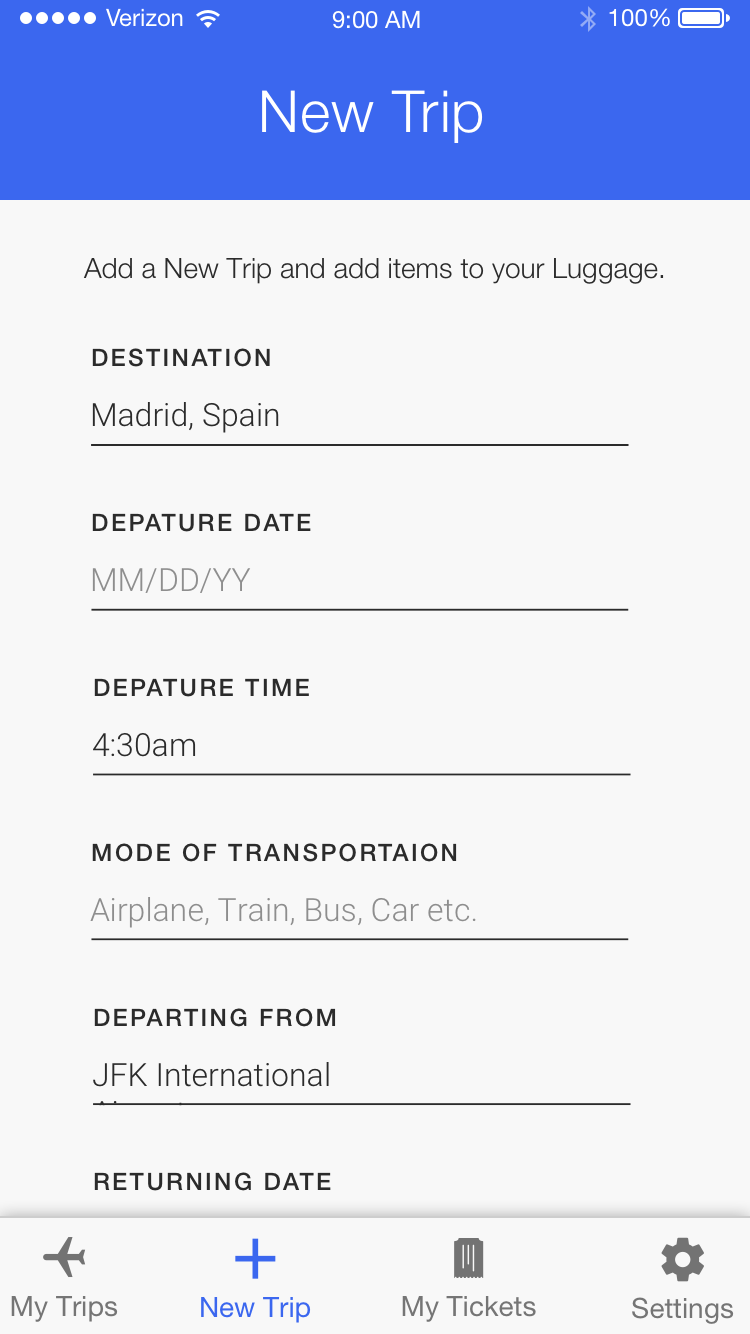 Verizon 9:00 AM 100%
New Trip
Add a New Trip and add items to your Luggage.
DESTINATION
Madrid, Spain
DEPATURE DATE
MM/DD/YY
DEPATURE TIME
4:30am
MODE OF TRANSPORTAION
Airplane, Train, Bus, Car etc.
DEPARTING FROM
JFK International
RETURNING DATE
My Trips New Trip My Tickets Settings